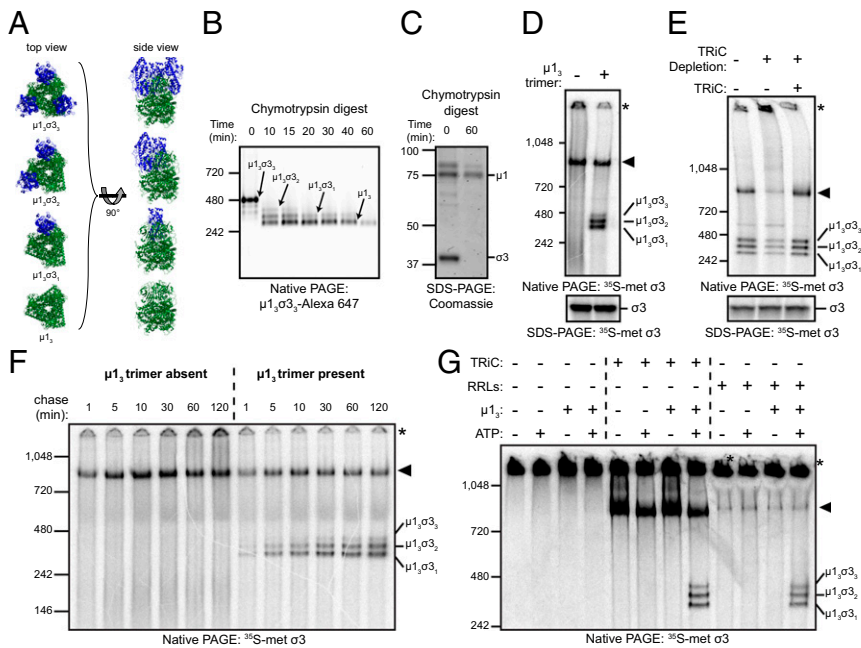 A
top view
side view
μ1₃σ3₃
μ1₃σ3₂
μ1₃σ3₁
μ1₃
90°
B
Chymotrypsin digest
Time (min): 0 10 15 20 30 40 60
720
480
242
μ1₃σ3₃
μ1₃σ3₂
μ1₃σ3₁
μ1₃
Native PAGE:
μ1₃σ3₃-Alexa 647
C
Chymotrypsin
digest
Time (min): 0 60
100
75
50
37
μ1
σ3
SDS-PAGE:
Coomassie
D
μ1₃
trimer: - +
*
1,048
720
480
242
μ1₃σ3₃
μ1₃σ3₂
μ1₃σ3₁
Native PAGE: ³⁵S-met σ3
σ3
SDS-PAGE: ³⁵S-met σ3
E
TRiC
Depletion: - + +
TRiC: - - +
*
1,048
720
480
242
μ1₃σ3₃
μ1₃σ3₂
μ1₃σ3₁
Native PAGE: ³⁵S-met σ3
σ3
SDS-PAGE: ³⁵S-met σ3
F
μ1₃ trimer absent
μ1₃ trimer present
chase
(min): 1 5 10 30 60 120 1 5 10 30 60 120
*
1,048
720
480
242
146
μ1₃σ3₃
μ1₃σ3₂
μ1₃σ3₁
Native PAGE: ³⁵S-met σ3
G
TRiC: - - - - + + + + - - - -
RRLs: - - - - - - - - + + + +
μ1₃: - - + + - - + + - - + +
ATP: - + - + - + - + - + - +
*
*
1,048
720
480
242
μ1₃σ3₃
μ1₃σ3₂
μ1₃σ3₁
Native PAGE: ³⁵S-met σ3